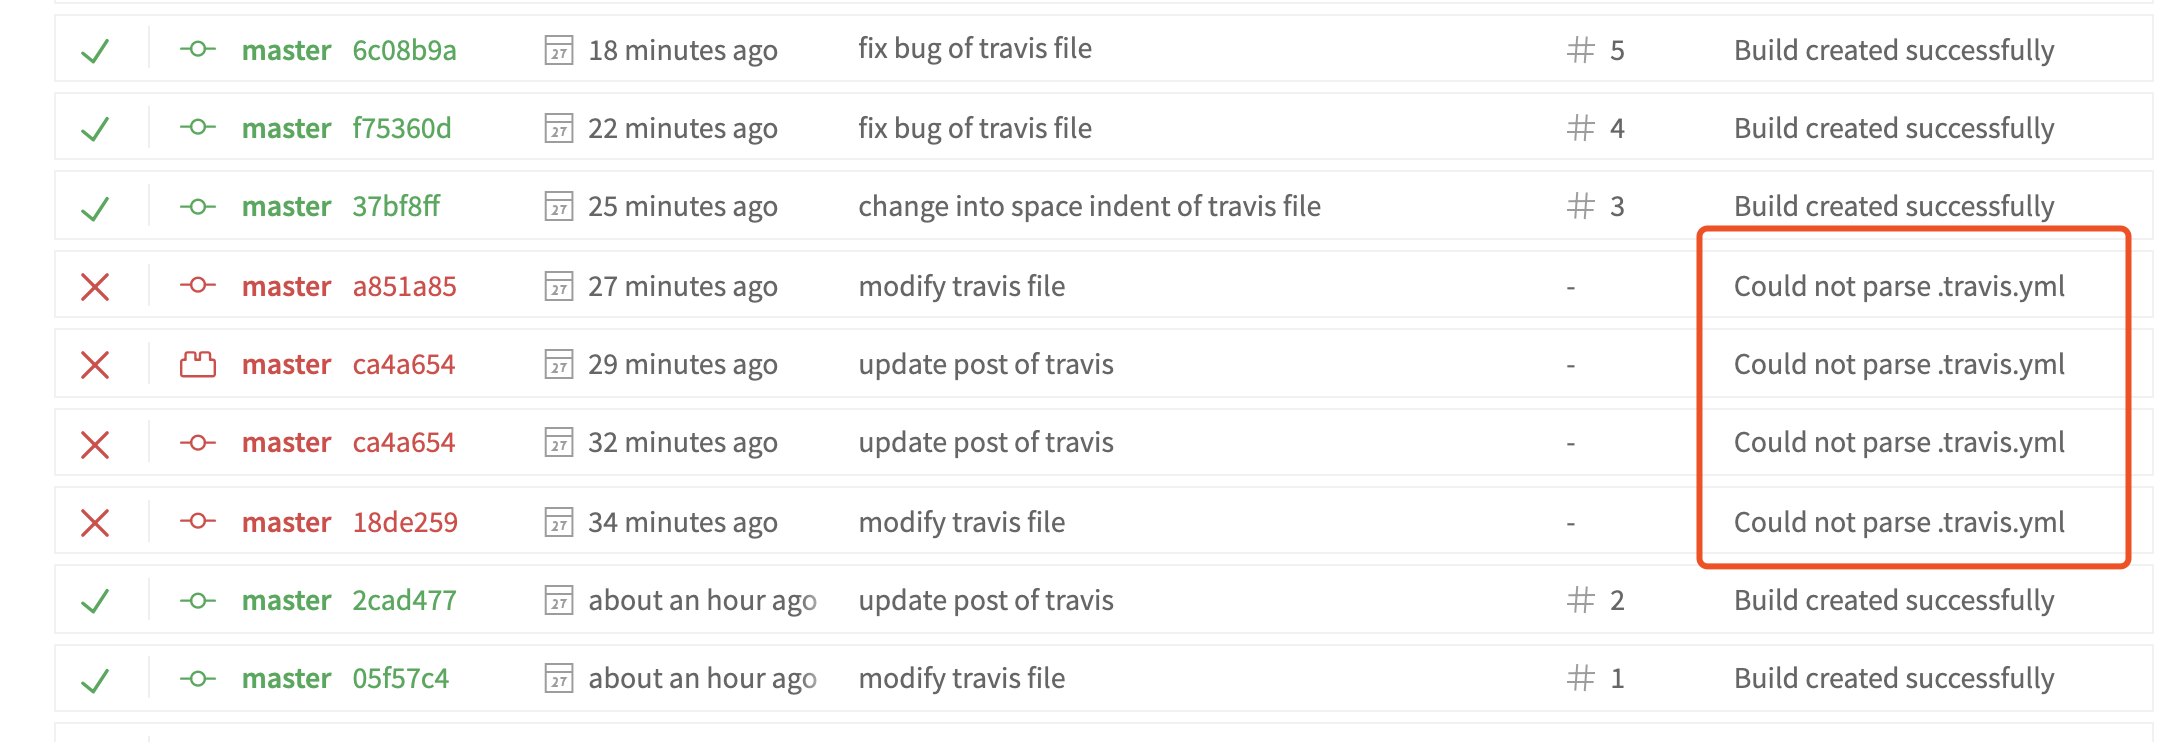 master 6c08b9a 27 18 minutes ago fix bug of travis file # 5 Build created successfully
master f75360d 27 22 minutes ago fix bug of travis file # 4 Build created successfully
master 37bf8ff 27 25 minutes ago change into space indent of travis file # 3 Build created successfully
master a851a85 27 27 minutes ago modify travis file - Could not parse .travis.yml
master ca4a654 27 29 minutes ago update post of travis - Could not parse .travis.yml
master ca4a654 27 32 minutes ago update post of travis - Could not parse .travis.yml
master 18de259 27 34 minutes ago modify travis file - Could not parse .travis.yml
master 2cad477 27 about an hour ago update post of travis # 2 Build created successfully
master 05f57c4 27 about an hour ago modify travis file # 1 Build created successfully